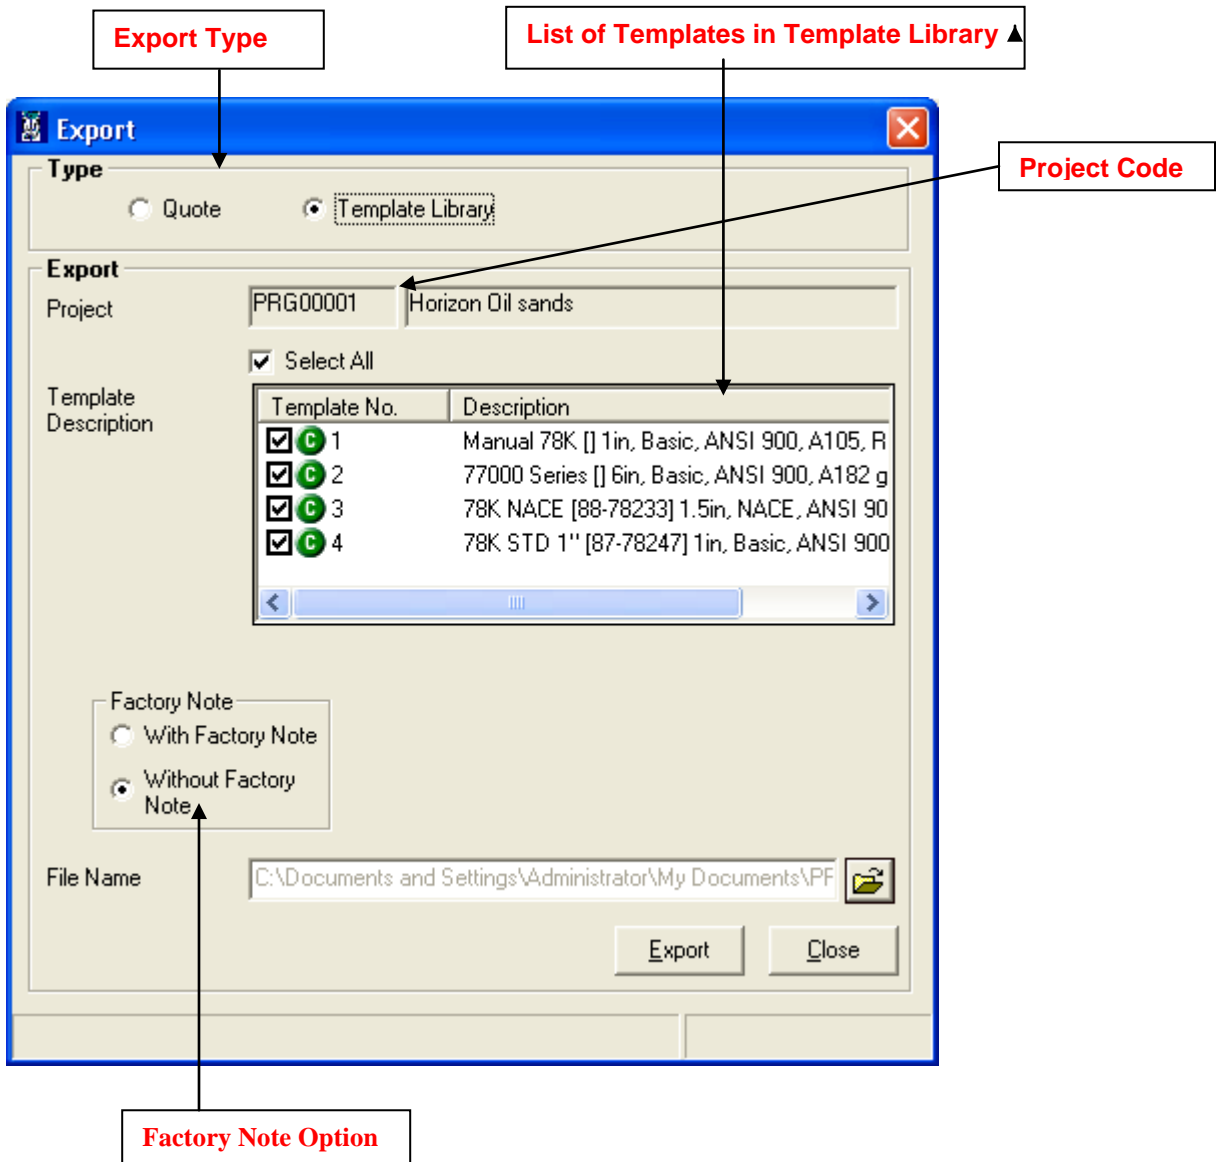 Export Type
List of Templates in Template Library
Export
Project Code
Type
Quote
Template Library
Export
Project
PRG00001
Horizon Oil sands
Select All
Template
Description
Template No.
Description
1
Manual 78K [] 1in, Basic, ANSI 900, A105, R
2
77000 Series [] 6in, Basic, ANSI 900, A182 g
3
78K NACE [88-78233] 1.5in, NACE, ANSI 90
4
78K STD 1'' [87-78247] 1in, Basic, ANSI 900
Factory Note
With Factory Note
Without Factory
Note
File Name
C:\Documents and Settings\Administrator\My Documents\PF
Export
Close
Factory Note Option